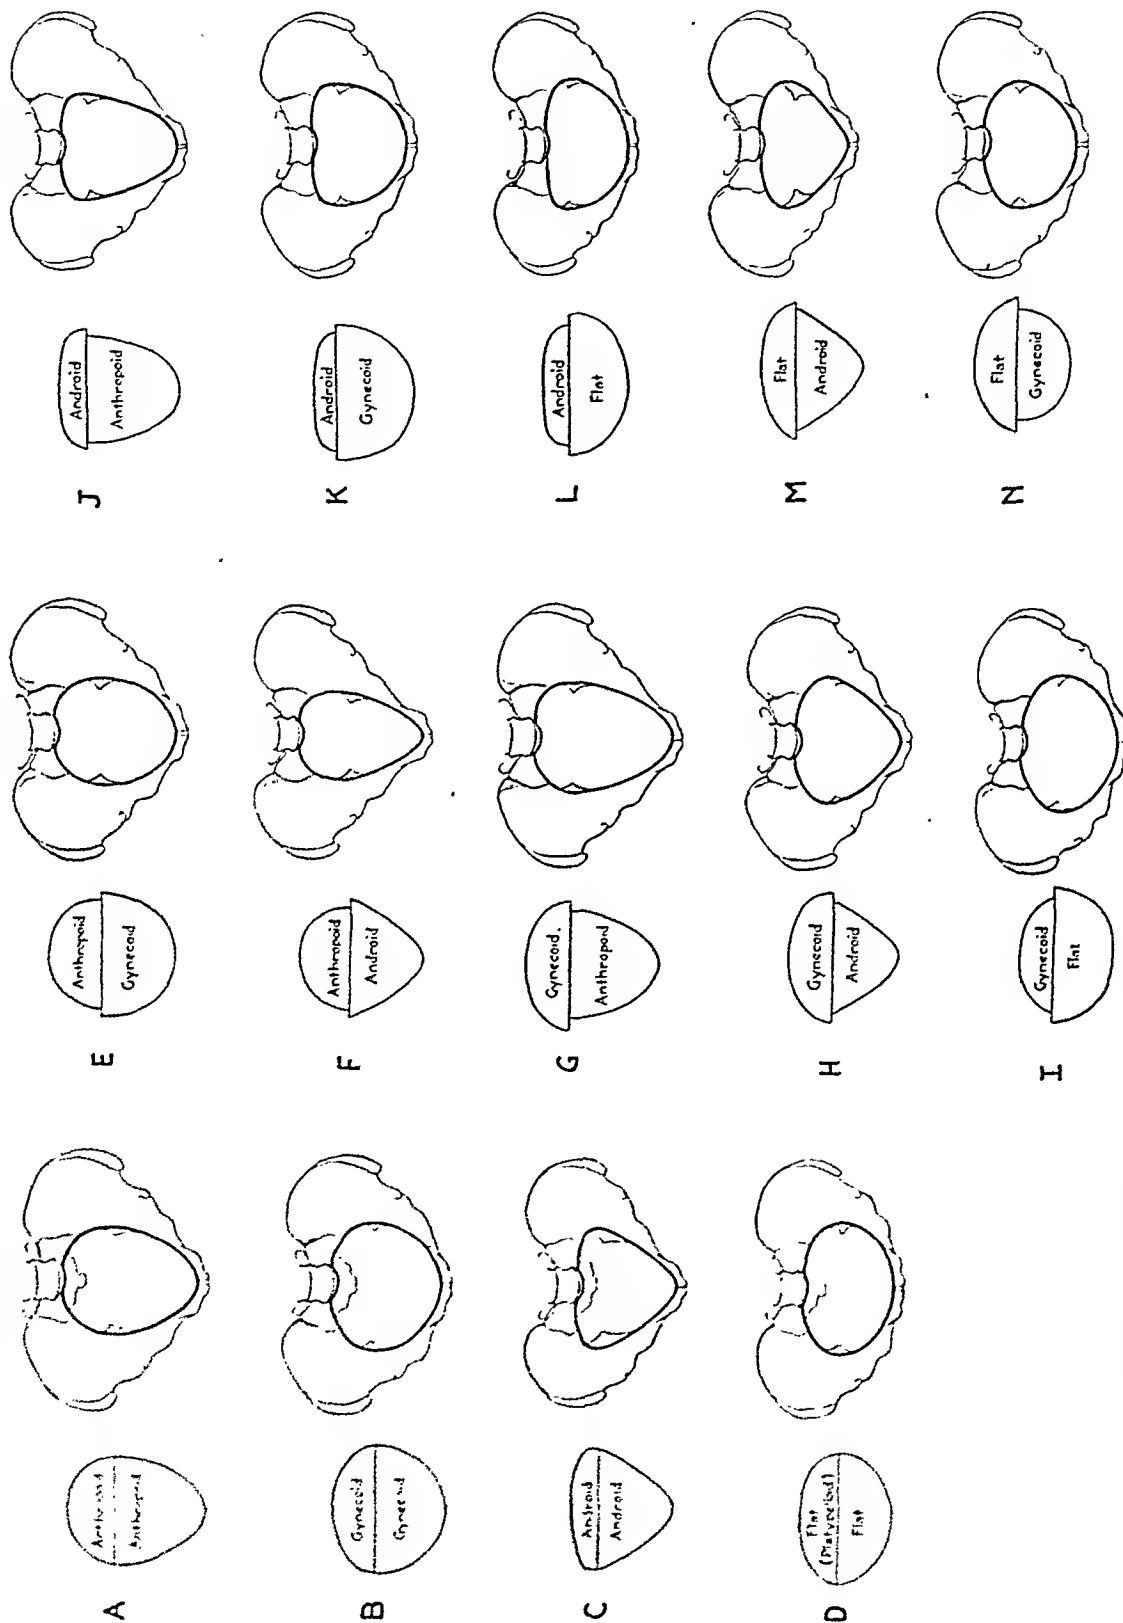 A
Anthropoid
Anthropoid
B
Gynecoid
Gynecoid
C
Android
Android
D
Flat
(Platypelloid)
Flat
E
Anthropoid
Gynecoid
F
Anthropoid
Android
G
Gynecoid.
Anthropoid
H
Gynecoid
Android
I
Gynecoid
Flat
J
Android
Anthropoid
K
Android
Gynecoid
L
Android
Flat
M
Flat
Android
N
Flat
Gynecoid